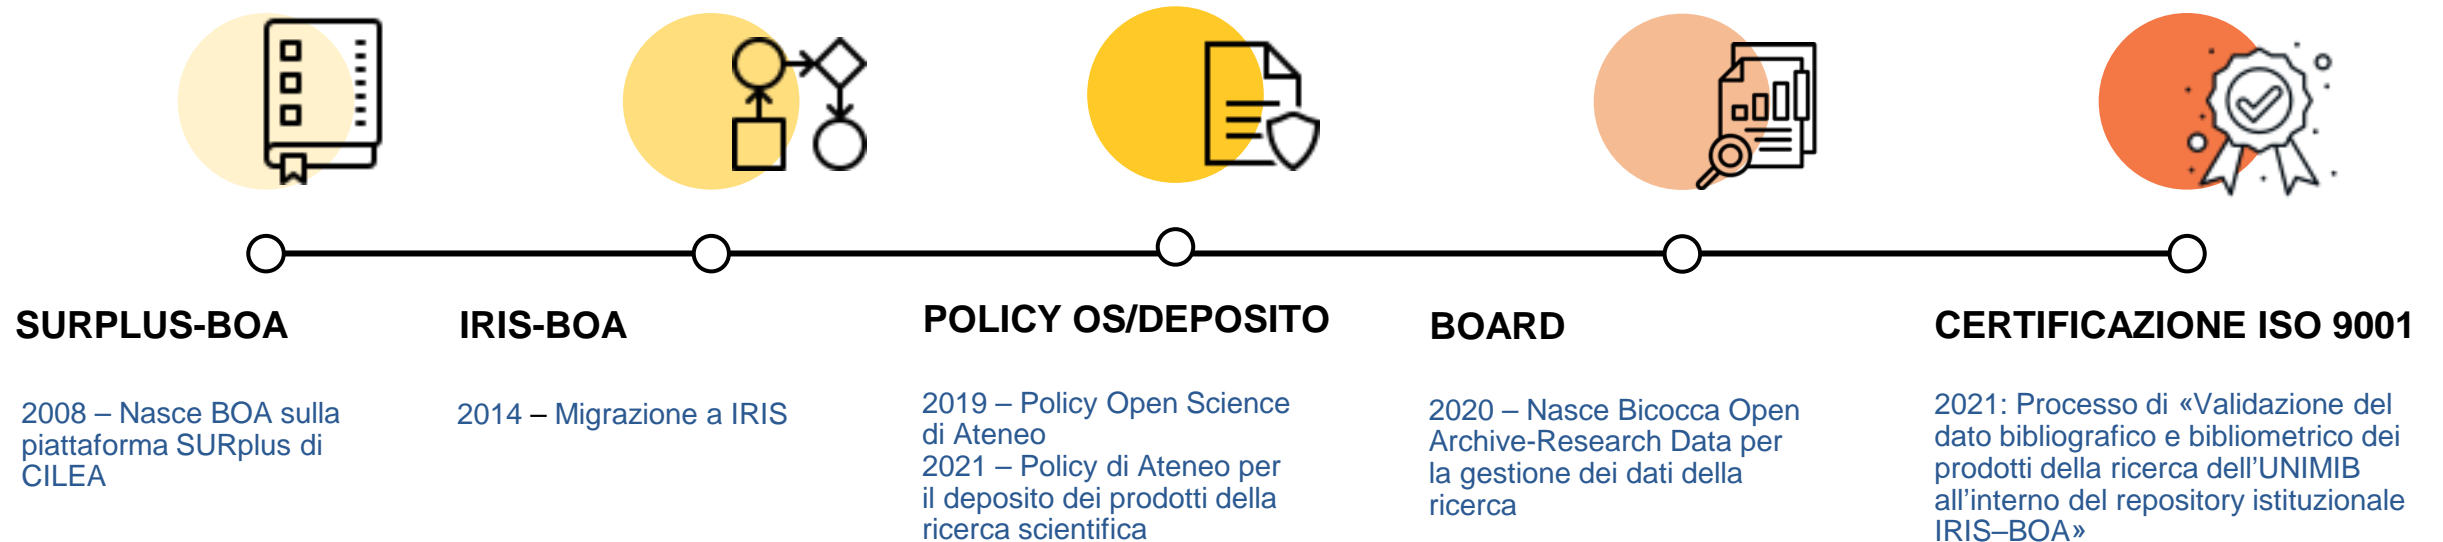 SURPLUS-BOA
2008 – Nasce BOA sulla
piattaforma SURplus di
CILEA
IRIS-BOA
2014 – Migrazione a IRIS
POLICY OS/DEPOSITO
2019 – Policy Open Science
di Ateneo
2021 – Policy di Ateneo per
il deposito dei prodotti della
ricerca scientifica
BOARD
2020 – Nasce Bicocca Open
Archive-Research Data per
la gestione dei dati della
ricerca
CERTIFICAZIONE ISO 9001
2021: Processo di «Validazione del
dato bibliografico e bibliometrico dei
prodotti della ricerca dell’UNIMIB
all’interno del repository istituzionale
IRIS–BOA»